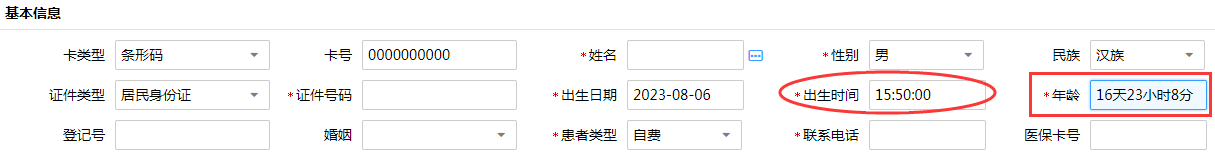 基本信息
卡类型 条形码 卡号 0000000000 *姓名 *性别 男 民族 汉族
证件类型 居民身份证 *证件号码 *出生日期 2023-08-06 *出生时间 15:50:00 *年龄 16天23小时8分
登记号 婚姻 *患者类型 自费 *联系电话 医保卡号